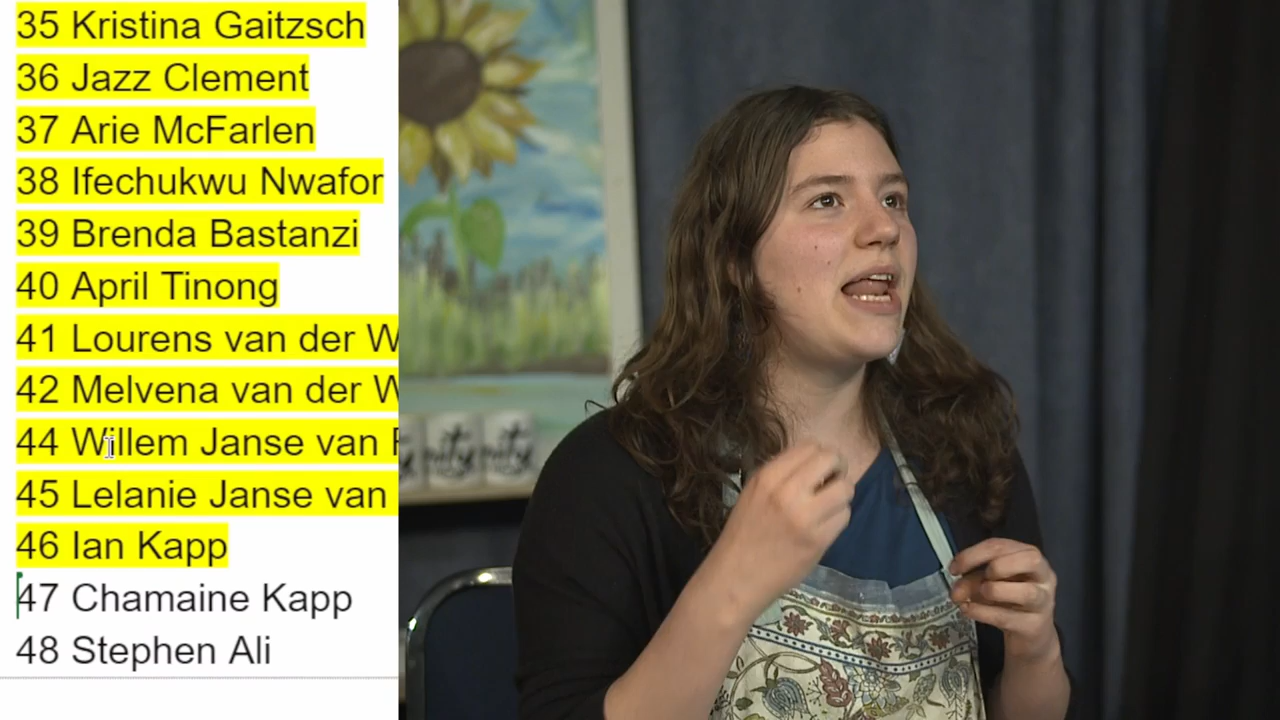 35 Kristina Gaitzsch
36 Jazz Clement
37 Arie McFarlen
38 Ifechukwu Nwafor
39 Brenda Bastanzi
40 April Tinong
41 Lourens van der
42 Melvena van der
44 Willem Janse van
45 Lelanie Janse van
46 Ian Kapp
47 Chamaine Kapp
48 Stephen Ali